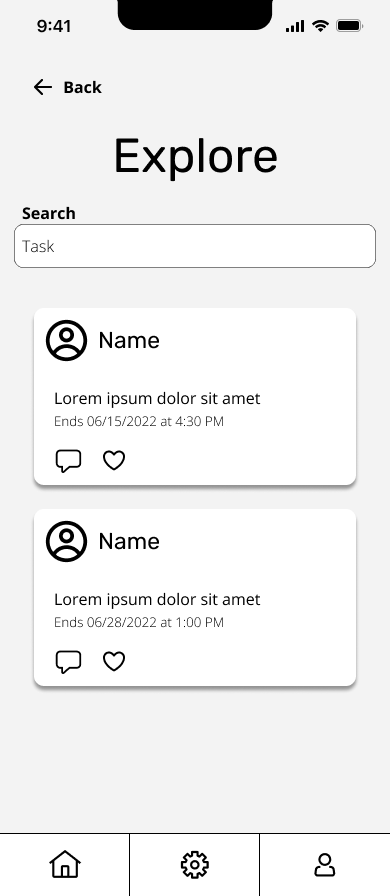 9:41
Back
Explore
Search
Task
Name
Lorem ipsum dolor sit amet
Ends 06/15/2022 at 4:30 PM
Name
Lorem ipsum dolor sit amet
Ends 06/28/2022 at 1:00 PM